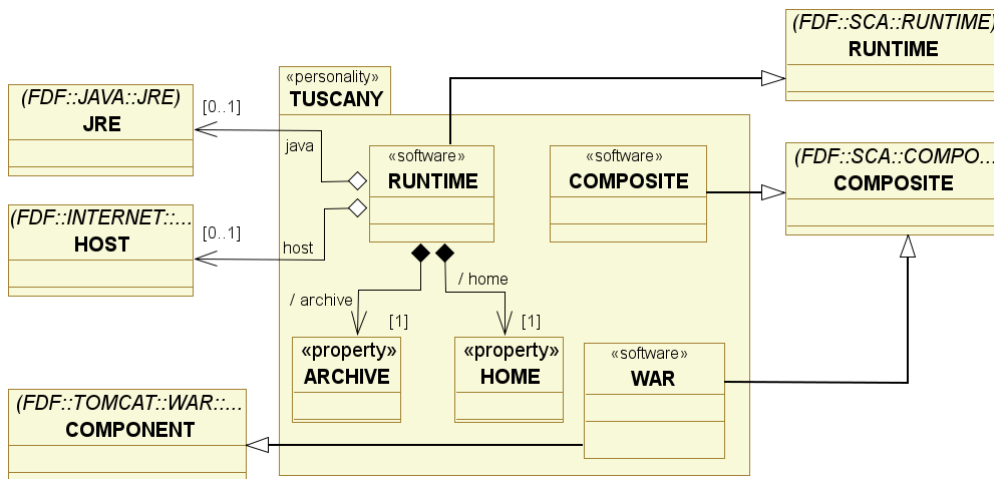 (FDF::SCA::RUNTIME)
RUNTIME
«personality»
TUSCANY
(FDF::JAVA::JRE)
JRE
[0..1]
java
«software»
RUNTIME
«software»
COMPOSITE
(FDF::SCA::COMPO...
COMPOSITE
(FDF::INTERNET::...
HOST
[0..1]
host
/ archive
/ home
[1]
[1]
«property»
ARCHIVE
«property»
HOME
«software»
WAR
(FDF::TOMCAT::WAR::...
COMPONENT